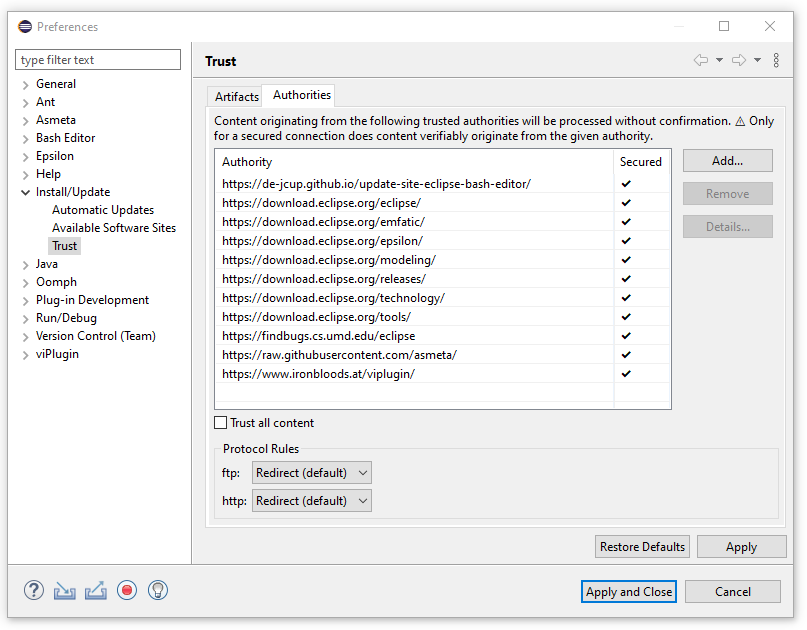 Preferences
type filter text
General
Ant
Asmeta
Bash Editor
Epsilon
Help
Install/Update
Automatic Updates
Available Software Sites
Trust
Java
Oomph
Plug-in Development
Run/Debug
Version Control (Team)
viPlugin
Trust
Artifacts Authorities
Content originating from the following trusted authorities will be processed without confirmation. ⚠ Only
for a secured connection does content verifiably originate from the given authority.
Authority Secured
https://de-jcup.github.io/update-site-eclipse-bash-editor/ ✔
https://download.eclipse.org/eclipse/ ✔
https://download.eclipse.org/emfatic/ ✔
https://download.eclipse.org/epsilon/ ✔
https://download.eclipse.org/modeling/ ✔
https://download.eclipse.org/releases/ ✔
https://download.eclipse.org/technology/ ✔
https://download.eclipse.org/tools/ ✔
https://findbugs.cs.umd.edu/eclipse ✔
https://raw.githubusercontent.com/asmeta/ ✔
https://www.ironbloods.at/viplugin/ ✔
Add...
Remove
Details...
Trust all content
Protocol Rules
ftp: Redirect (default)
http: Redirect (default)
Restore Defaults Apply
? Apply and Close Cancel